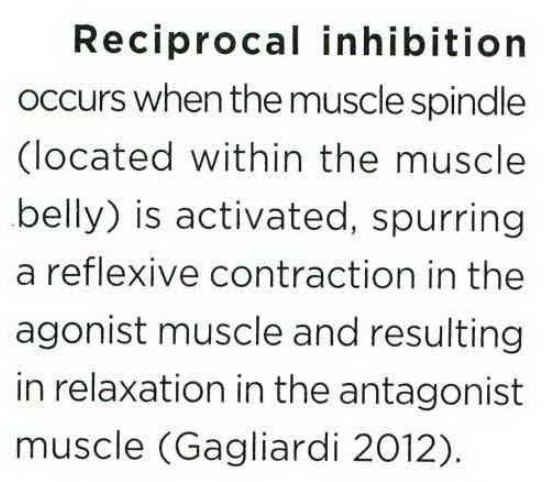 Reciprocal inhibition
occurs when the muscle spindle
(located within the muscle
belly) is activated, spurring
a reflexive contraction in the
agonist muscle and resulting
in relaxation in the antagonist
muscle (Gagliardi 2012).